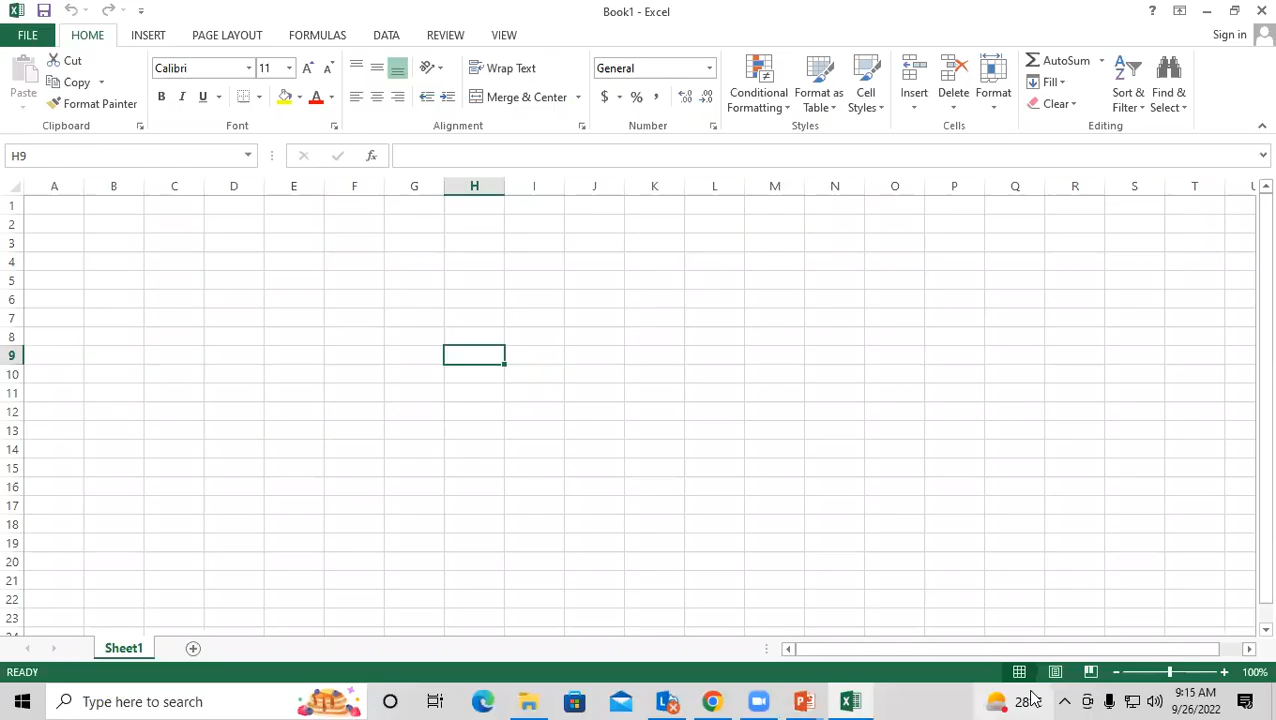 Book1 - Excel
?
FILE HOME INSERT PAGE LAYOUT FORMULAS DATA REVIEW VIEW Sign in
Paste
Cut
Copy
Format Painter
Clipboard
Calibri 11
B I U
Font
Wrap Text
Merge & Center
Alignment
General
$ % ,
Number
Conditional Formatting
Format as Table
Cell Styles
Styles
Insert Delete Format
Cells
AutoSum
Fill
Clear
Sort & Filter
Find & Select
Editing
H9 fx
A B C D E F G H I J K L M N O P Q R S T
1
2
3
4
5
6
7
8
9
10
11
12
13
14
15
16
17
18
19
20
21
22
23
Sheet1
READY 100%
Type here to search
9:15 AM
9/26/2022